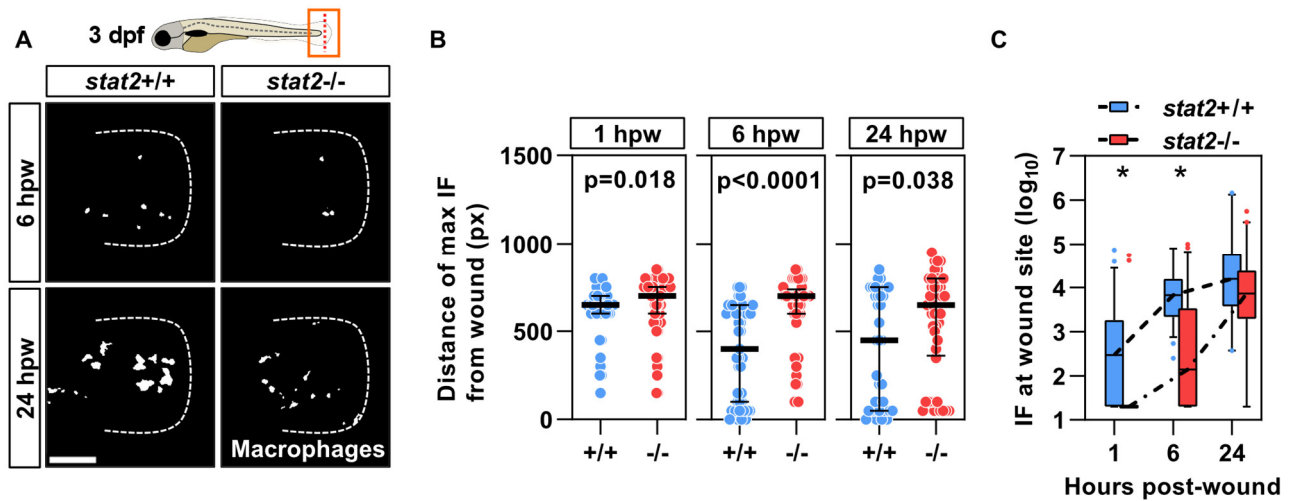 A
3 dpf
stat2+/+
stat2-/-
6 hpw
24 hpw
Macrophages
B
1 hpw
6 hpw
24 hpw
Distance of max IF
from wound (px)
1500
1000
500
0
p=0.018
p<0.0001
p=0.038
+/+
-/-
+/+
-/-
+/+
-/-
C
stat2+/+
stat2-/-
IF at wound site (log10)
7
6
5
4
3
2
1
*
*
1
6
24
Hours post-wound